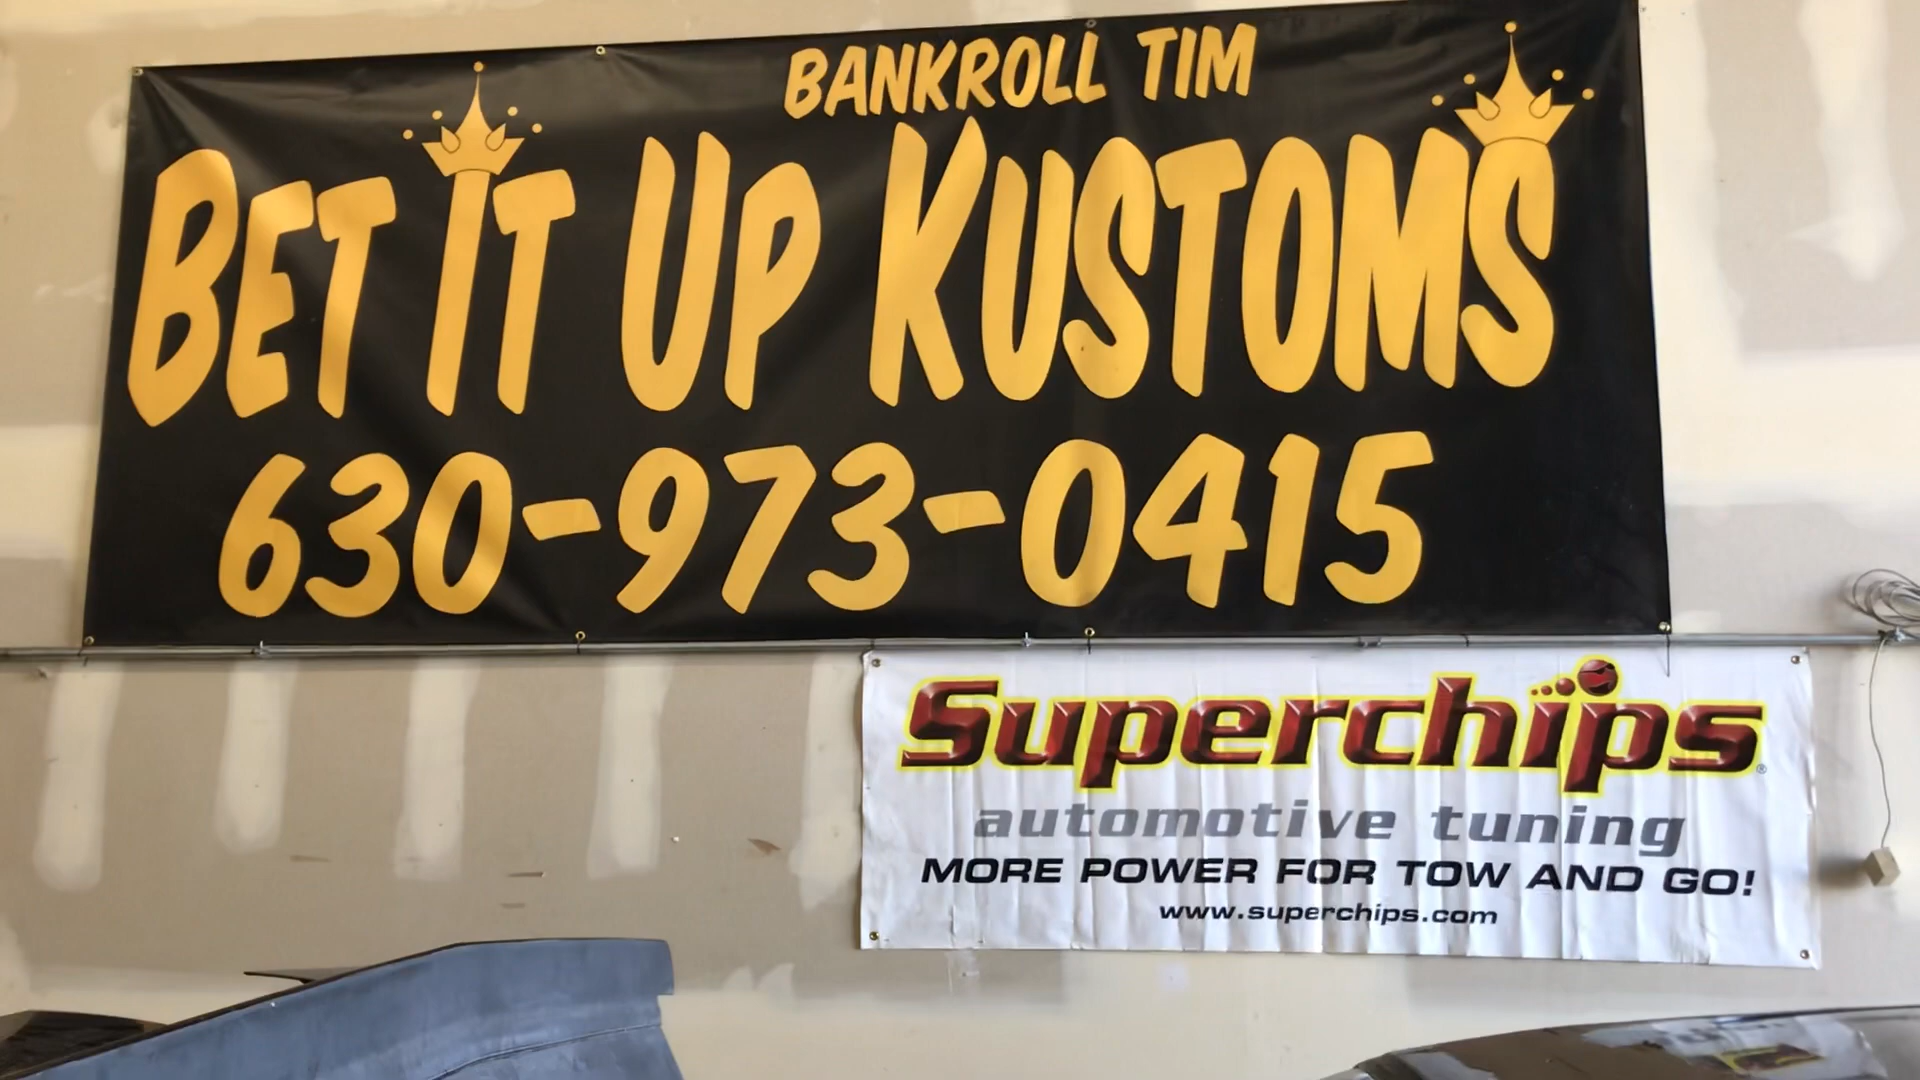 BANKROLL TIM
BET IT UP KUSTOMS
630-973-0415
Superchips®
automotive tuning
MORE POWER FOR TOW AND GO!
www.superchips.com